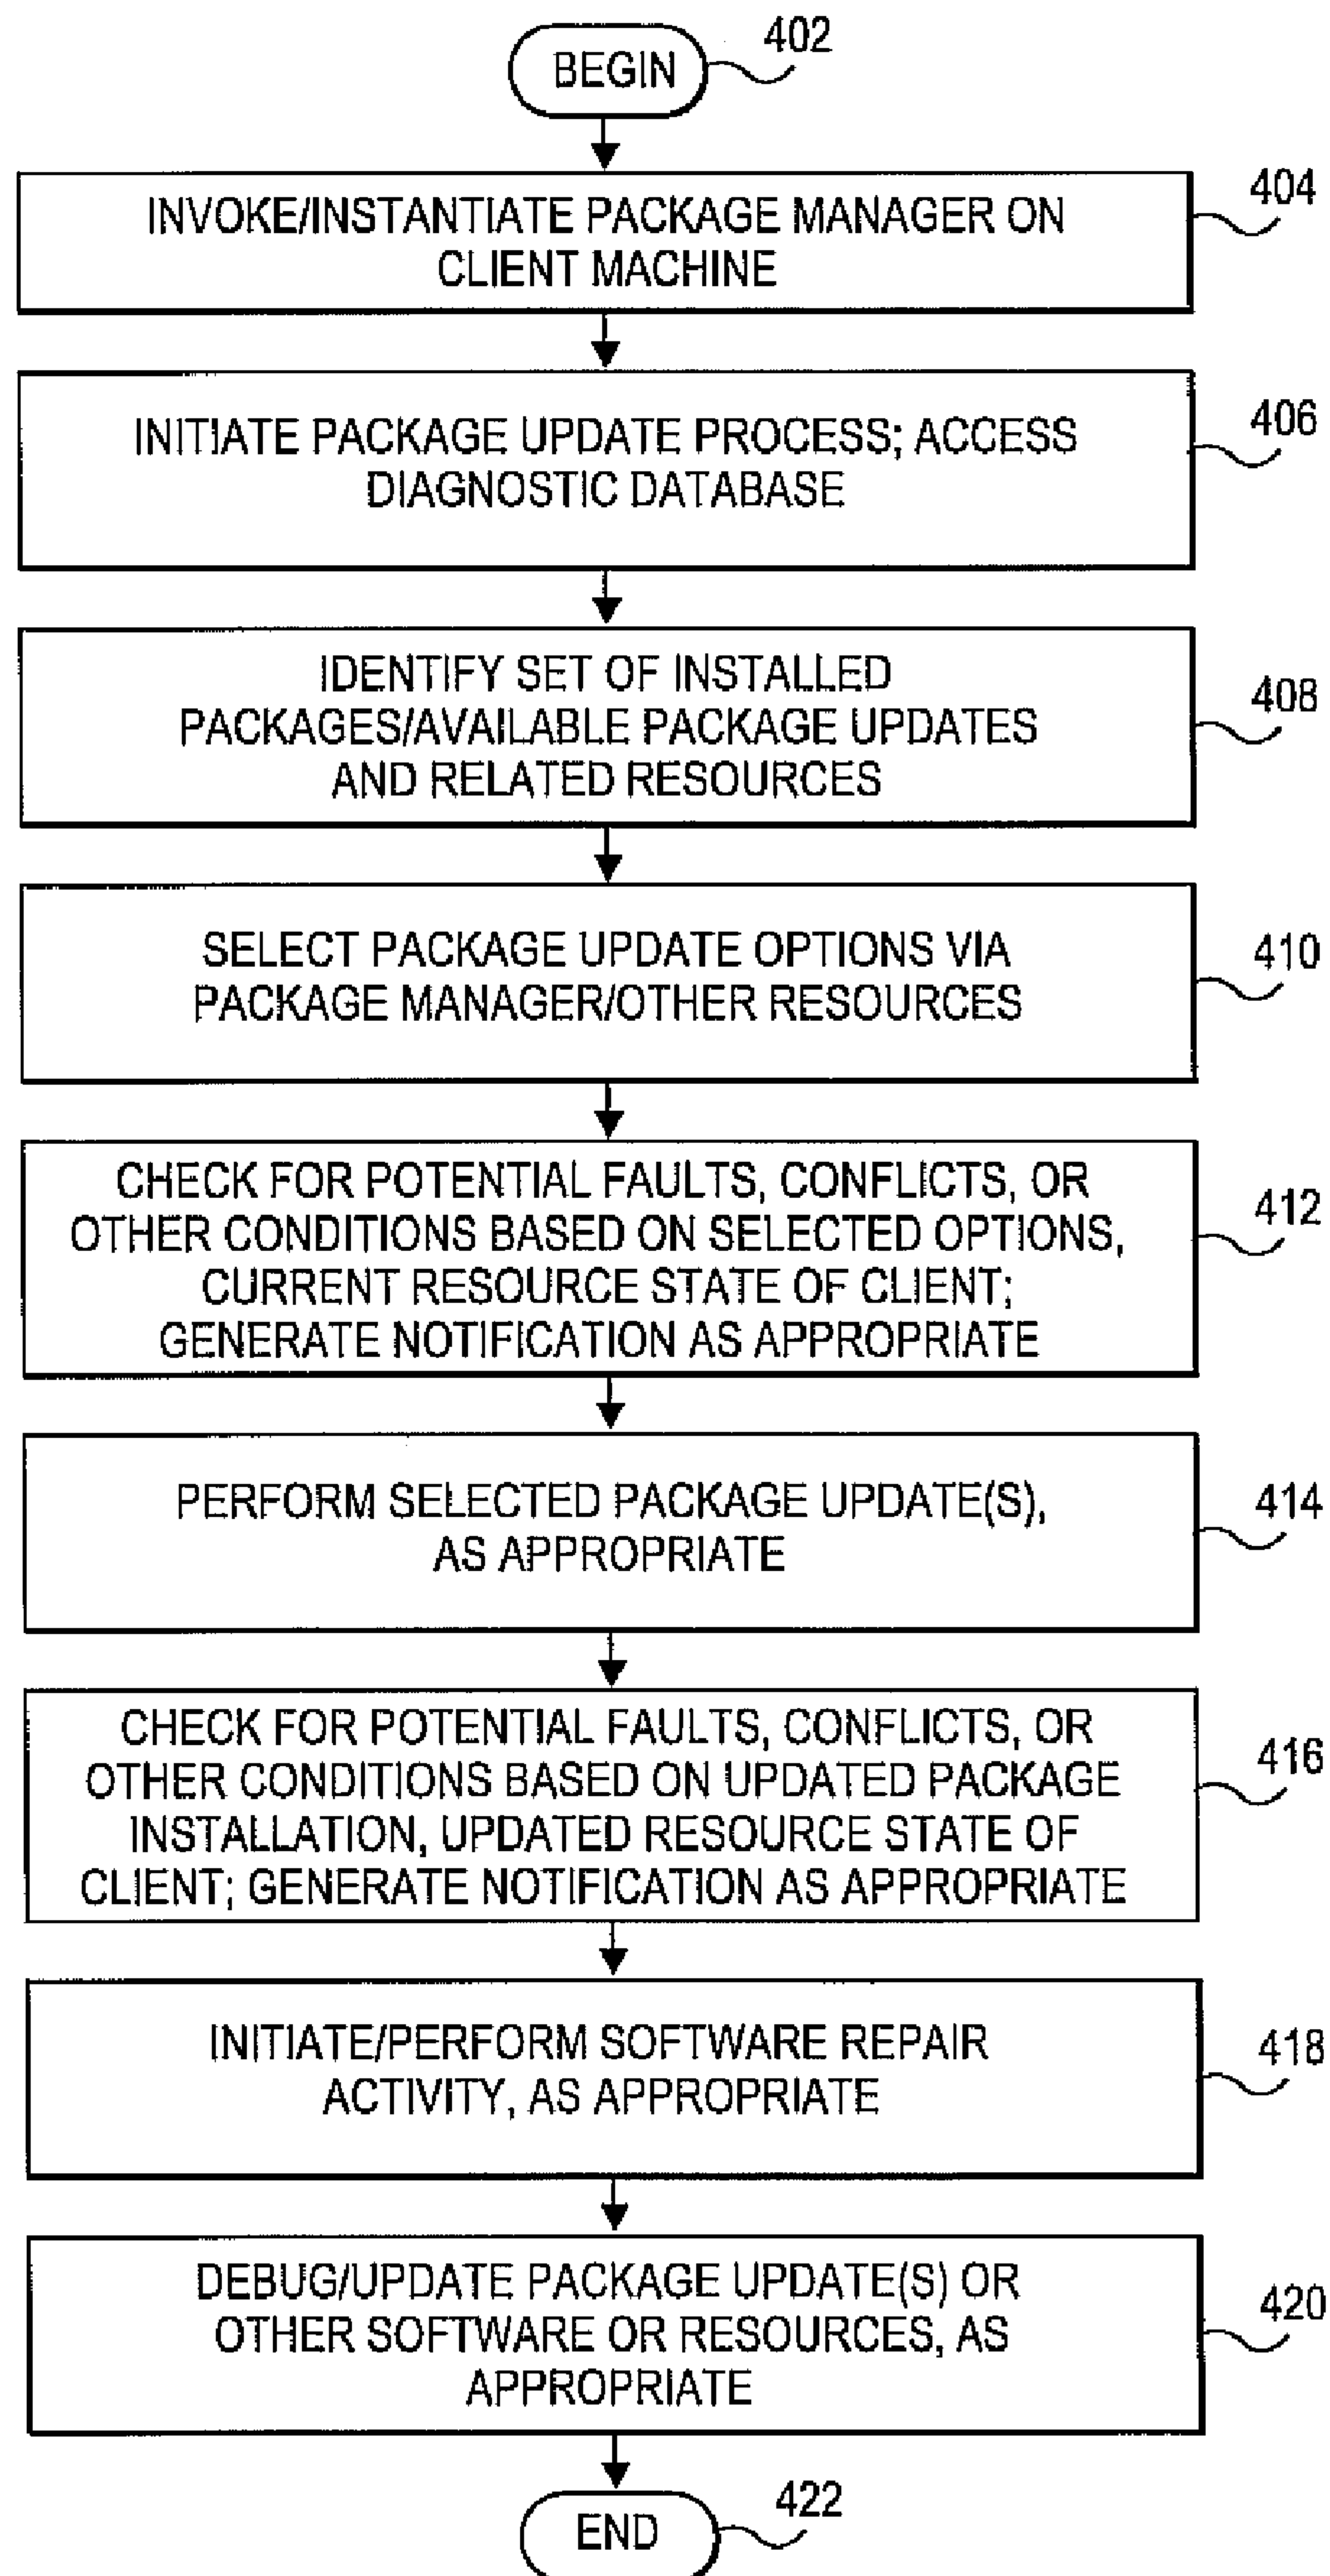 BEGIN
402
INVOKE/INSTANTIATE PACKAGE MANAGER ON
CLIENT MACHINE
404
INITIATE PACKAGE UPDATE PROCESS; ACCESS
DIAGNOSTIC DATABASE
406
IDENTIFY SET OF INSTALLED
PACKAGES/AVAILABLE PACKAGE UPDATES
AND RELATED RESOURCES
408
SELECT PACKAGE UPDATE OPTIONS VIA
PACKAGE MANAGER/OTHER RESOURCES
410
CHECK FOR POTENTIAL FAULTS, CONFLICTS, OR
OTHER CONDITIONS BASED ON SELECTED OPTIONS,
CURRENT RESOURCE STATE OF CLIENT;
GENERATE NOTIFICATION AS APPROPRIATE
412
PERFORM SELECTED PACKAGE UPDATE(S),
AS APPROPRIATE
414
CHECK FOR POTENTIAL FAULTS, CONFLICTS, OR
OTHER CONDITIONS BASED ON UPDATED PACKAGE
INSTALLATION, UPDATED RESOURCE STATE OF
CLIENT; GENERATE NOTIFICATION AS APPROPRIATE
416
INITIATE/PERFORM SOFTWARE REPAIR
ACTIVITY, AS APPROPRIATE
418
DEBUG/UPDATE PACKAGE UPDATE(S) OR
OTHER SOFTWARE OR RESOURCES, AS
APPROPRIATE
420
END
422